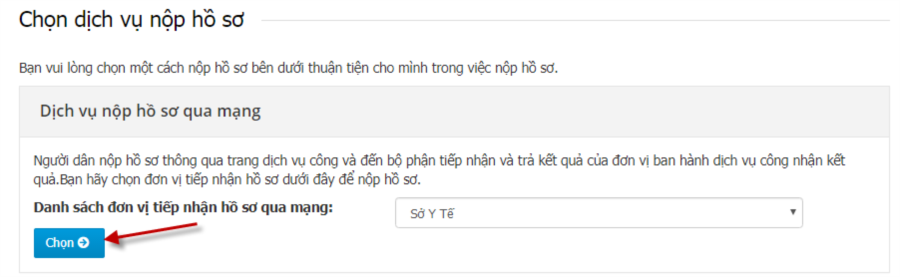 Chọn dịch vụ nộp hồ sơ
Bạn vui lòng chọn một cách nộp hồ sơ bên dưới thuận tiện cho mình trong việc nộp hồ sơ.
Dịch vụ nộp hồ sơ qua mạng
Người dân nộp hồ sơ thông qua trang dịch vụ công và đến bộ phận tiếp nhận và trả kết quả của đơn vị ban hành dịch vụ công nhận kết
quả.Bạn hãy chọn đơn vị tiếp nhận hồ sơ dưới đây để nộp hồ sơ.
Danh sách đơn vị tiếp nhận hồ sơ qua mạng:
Sở Y Tế
Chọn